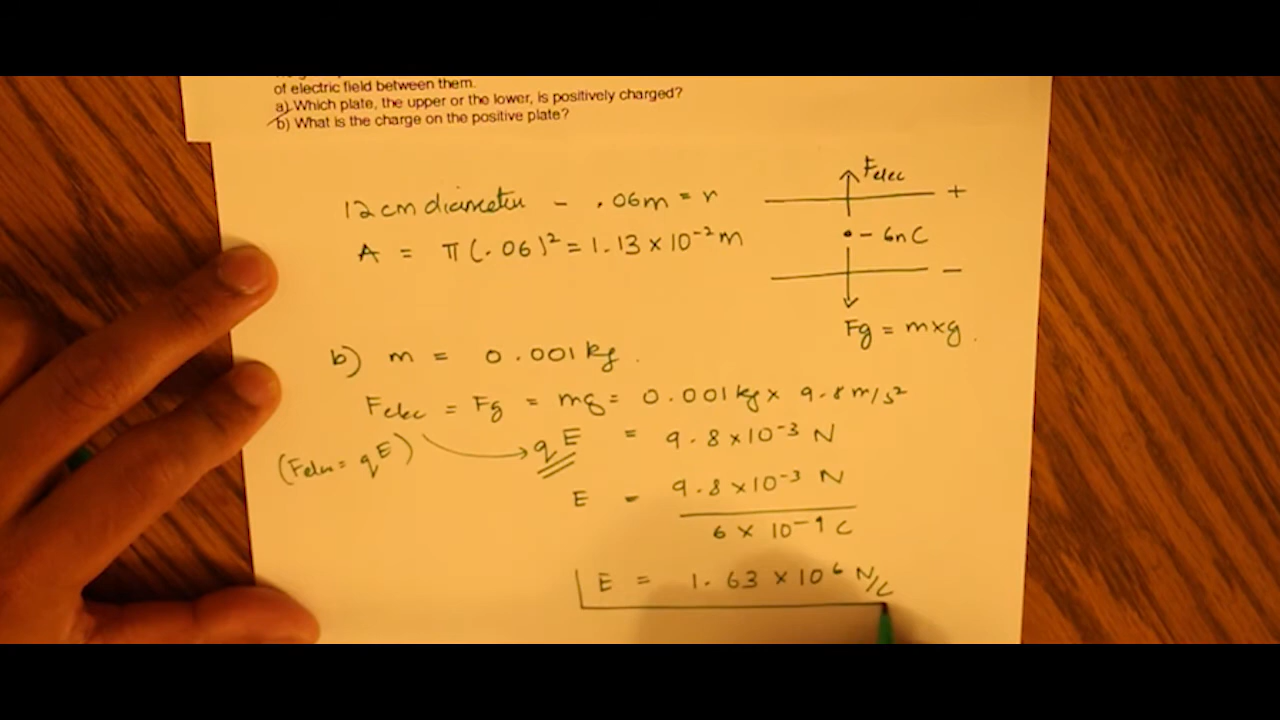 of electric field between them.
a) Which plate, the upper or the lower, is positively charged?
b) What is the charge on the positive plate?
12 cm diameter - .06m = r
A = π(.06)² = 1.13 × 10⁻² m
Felec
+
- 6nC
-
Fg = m×g.
b) m = 0.001 kg.
Felec = Fg = mg = 0.001 kg × 9.8 m/s²
(Felec = qE)
qE = 9.8 × 10⁻³ N
E = 9.8 × 10⁻³ N
6 × 10⁻⁹ C
E = 1.63 × 10⁶ N/C